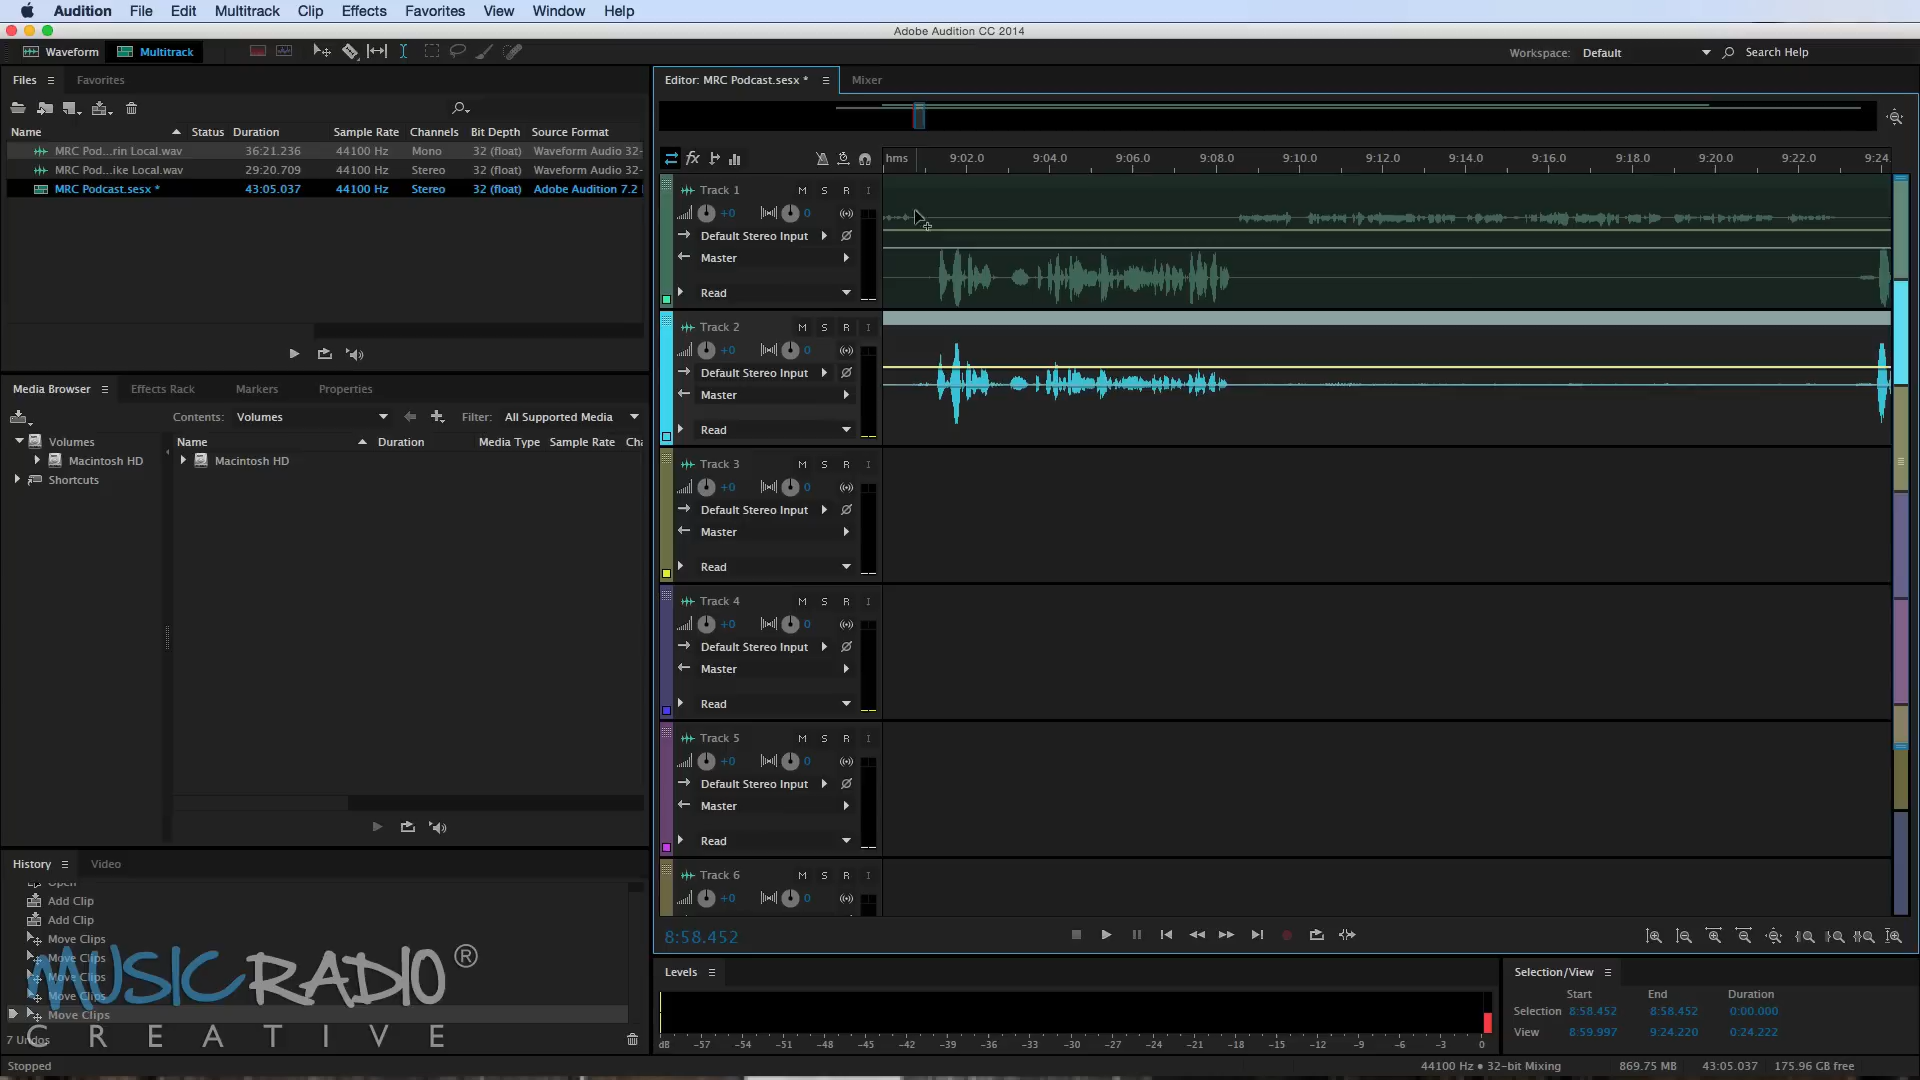 Audition File Edit Multitrack Clip Effects Favorites View Window Help
Adobe Audition CC 2014
Waveform Multitrack Workspace: Default Search Help
Files Favorites
Name Status Duration Sample Rate Channels Bit Depth Source Format
MRC Pod...rin Local.wav 36:21.236 44100 Hz Mono 32 (float) Waveform Audio 32-
MRC Pod...ike Local.wav 29:20.709 44100 Hz Stereo 32 (float) Waveform Audio 32-
MRC Podcast.sesx * 43:05.037 44100 Hz Stereo 32 (float) Adobe Audition 7.2
Media Browser Effects Rack Markers Properties
Contents: Volumes Filter: All Supported Media
Volumes
Macintosh HD
Shortcuts
Name Duration Media Type Sample Rate Cha
Macintosh HD
History Video
Open
Add Clip
Add Clip
Move Clips
Move Clips
Move Clips
Move Clips
Move Clips
7 Undos
MUSICRADIO®
CREATIVE
Stopped
Editor: MRC Podcast.sesx * Mixer
fx
hms 9:02.0 9:04.0 9:06.0 9:08.0 9:10.0 9:12.0 9:14.0 9:16.0 9:18.0 9:20.0 9:22.0 9:24.
Track 1 M S R I
+0 0
Default Stereo Input
Master
Read
Track 2 M S R I
+0 0
Default Stereo Input
Master
Read
Track 3 M S R I
+0 0
Default Stereo Input
Master
Read
Track 4 M S R I
+0 0
Default Stereo Input
Master
Read
Track 5 M S R I
+0 0
Default Stereo Input
Master
Read
Track 6 M S R I
+0 0
8:58.452
Levels
dB -57 -54 -51 -48 -45 -42 -39 -36 -33 -30 -27 -24 -21 -18 -15 -12 -9 -6 -3 0
Selection/View
Start End Duration
Selection 8:58.452 8:58.452 0:00.000
View 8:59.997 9:24.220 0:24.222
44100 Hz • 32-bit Mixing 869.75 MB 43:05.037 175.96 GB free